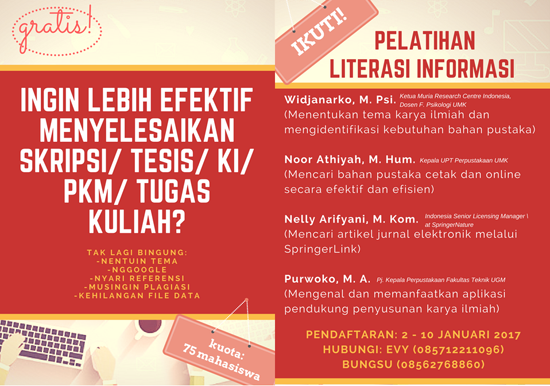 gratis!
INGIN LEBIH EFEKTIF
MENYELESAIKAN
SKRIPSI/ TESIS/ KI/
PKM/ TUGAS
KULIAH?
TAK LAGI BINGUNG:
-NENTUIN TEMA
-NGGOOGLE
-NYARI REFERENSI
-MUSINGIN PLAGIASI
-KEHILANGAN FILE DATA
kuota:
75 mahasiswa
IKUTI!
PELATIHAN
LITERASI INFORMASI
Widjanarko, M. Psi. Ketua Muria Research Centre Indonesia,
Dosen F. Psikologi UMK
(Menentukan tema karya ilmiah dan
mengidentifikasi kebutuhan bahan pustaka)
Noor Athiyah, M. Hum. Kepala UPT Perpustakaan UMK
(Mencari bahan pustaka cetak dan online
secara efektif dan efisien)
Nelly Arifyani, M. Kom. Indonesia Senior Licensing Manager \
at SpringerNature
(Mencari artikel jurnal elektronik melalui
SpringerLink)
Purwoko, M. A. Pj. Kepala Perpustakaan Fakultas Teknik UGM
(Mengenal dan memanfaatkan aplikasi
pendukung penyusunan karya ilmiah)
PENDAFTARAN: 2 - 10 JANUARI 2017
HUBUNGI: EVY (085712211096)
BUNGSU (08562768860)